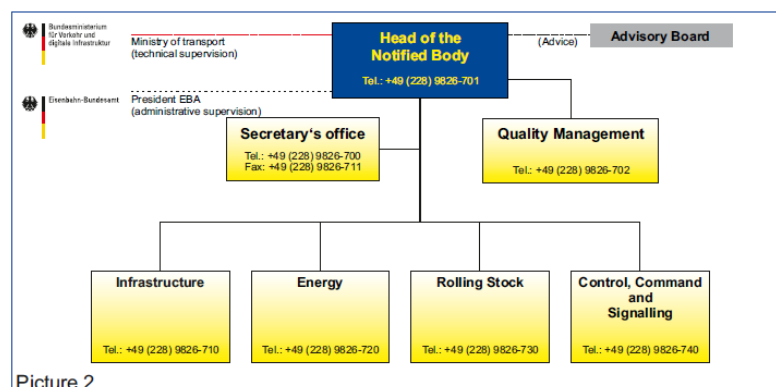 Bundesministerium
für Verkehr und
digitale Infrastruktur
Ministry of transport
(technical supervision)
Head of the
Notified Body
Tel.: +49 (228) 9826-701
(Advice)
Advisory Board
Eisenbahn-Bundesamt
President EBA
(administrative supervision)
Secretary's office
Tel.: +49 (228) 9826-700
Fax: +49 (228) 9826-711
Quality Management
Tel.: +49 (228) 9826-702
Infrastructure
Tel.: +49 (228) 9826-710
Energy
Tel.: +49 (228) 9826-720
Rolling Stock
Tel.: +49 (228) 9826-730
Control, Command
and
Signalling
Tel.: +49 (228) 9826-740
Picture 2